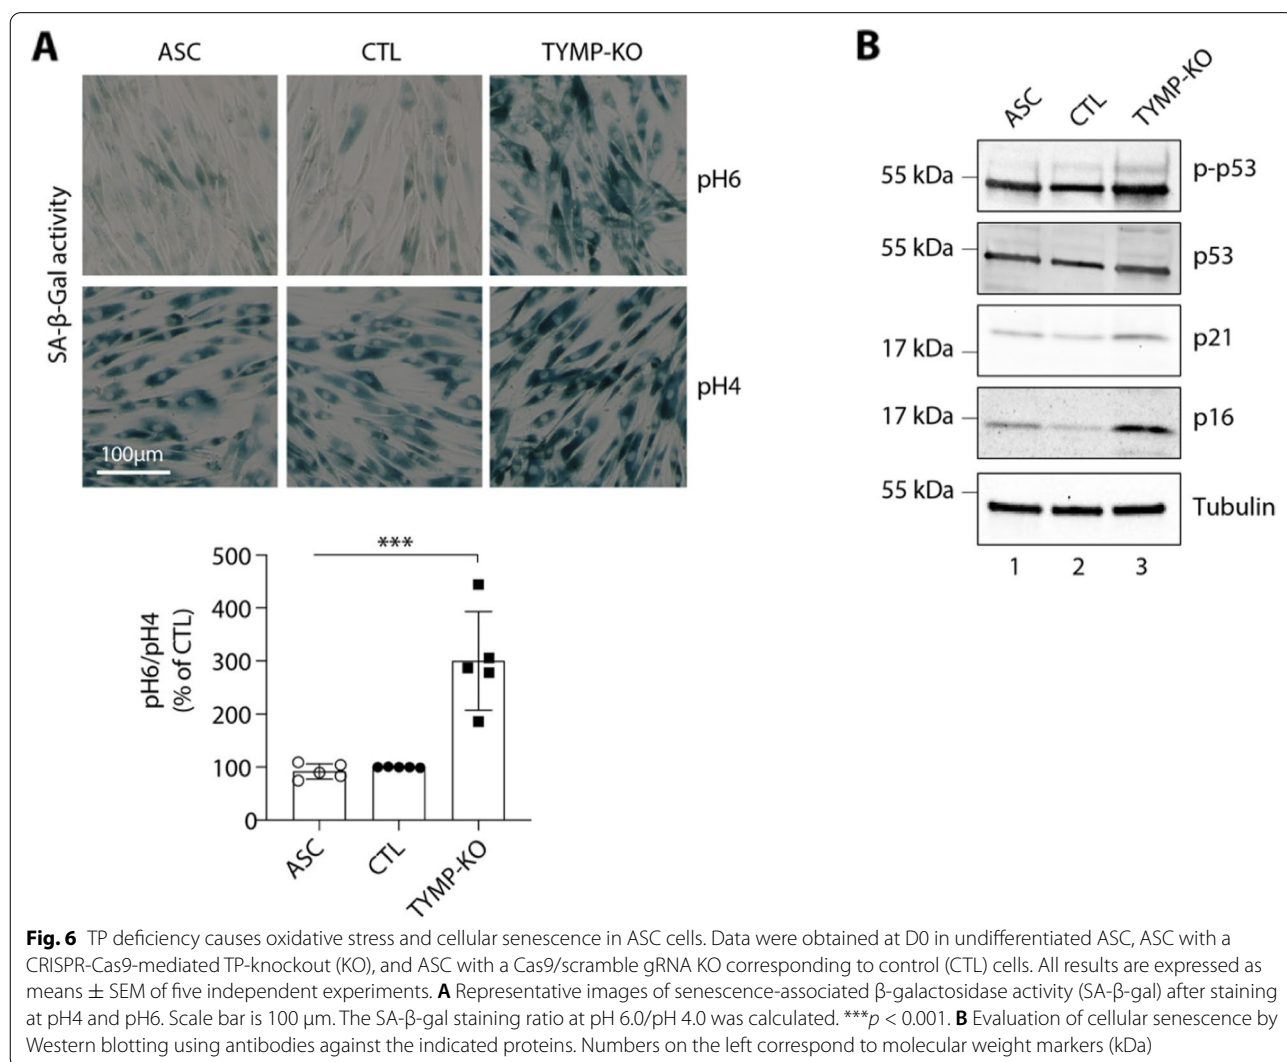 A
ASC
CTL
TYMP-KO
SA-β-Gal activity
pH6
pH4
100µm
***
500
400
300
200
100
0
pH6/pH4
(% of CTL)
ASC
CTL
TYMP-KO
B
ASC
CTL
TYMP-KO
55 kDa
p-p53
55 kDa
p53
17 kDa
p21
17 kDa
p16
55 kDa
Tubulin
1 2 3
Fig. 6 TP deficiency causes oxidative stress and cellular senescence in ASC cells. Data were obtained at D0 in undifferentiated ASC, ASC with a
CRISPR-Cas9-mediated TP-knockout (KO), and ASC with a Cas9/scramble gRNA KO corresponding to control (CTL) cells. All results are expressed as
means ± SEM of five independent experiments. A Representative images of senescence-associated β-galactosidase activity (SA-β-gal) after staining
at pH4 and pH6. Scale bar is 100 µm. The SA-β-gal staining ratio at pH 6.0/pH 4.0 was calculated. ***p < 0.001. B Evaluation of cellular senescence by
Western blotting using antibodies against the indicated proteins. Numbers on the left correspond to molecular weight markers (kDa)